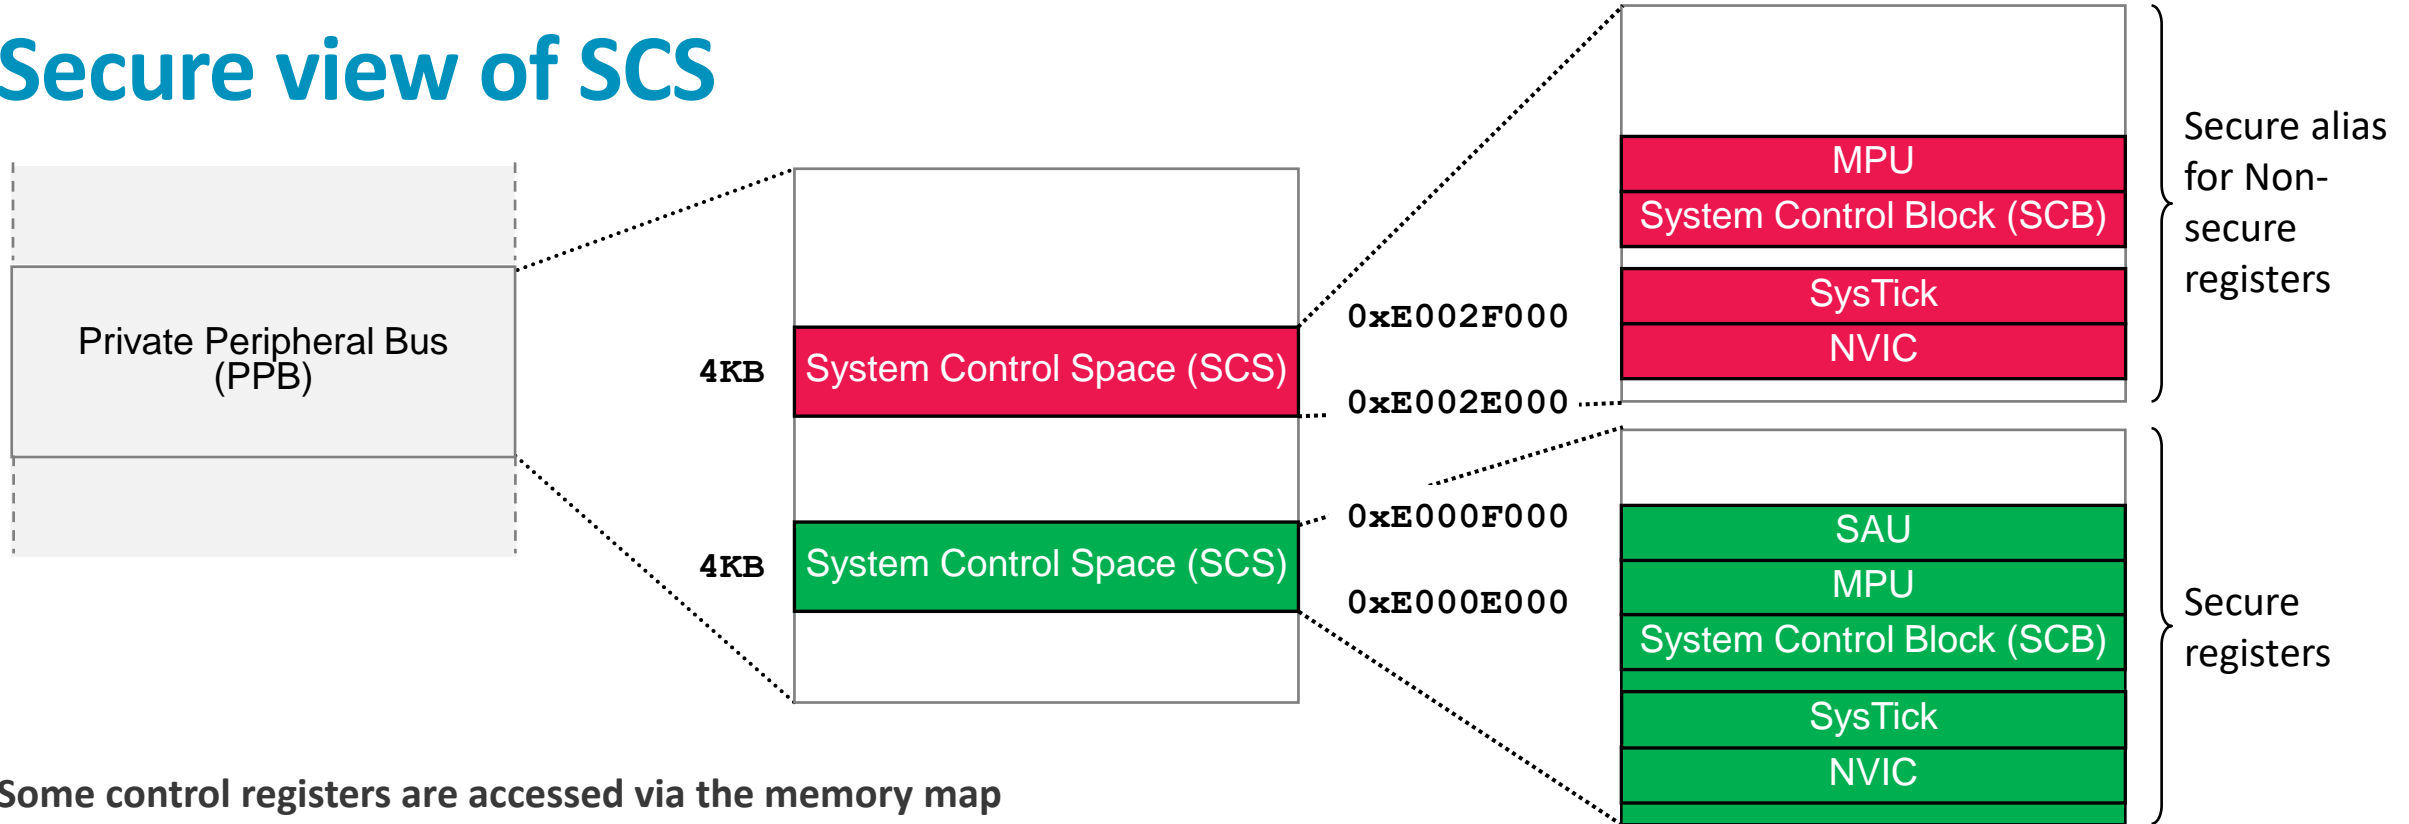 Secure view of SCS
Private Peripheral Bus
(PPB)
4KB
System Control Space (SCS)
4KB
System Control Space (SCS)
0xE002F000
0xE002E000
0xE000F000
0xE000E000
MPU
System Control Block (SCB)
SysTick
NVIC
Secure alias
for Non-
secure
registers
SAU
MPU
System Control Block (SCB)
SysTick
NVIC
Secure
registers
Some control registers are accessed via the memory map